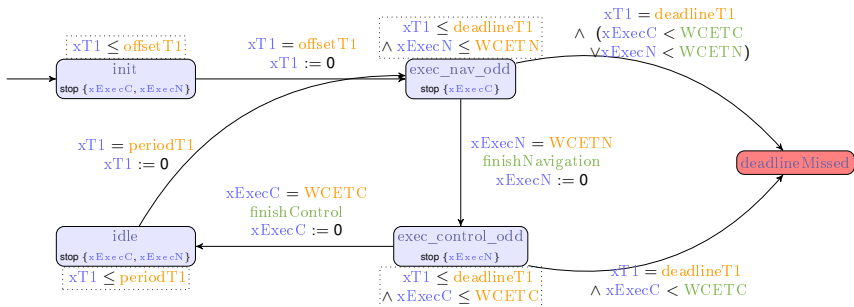 xT1 ≤ offsetT1
init
stop {xExecC, xExecN}
xT1 = offsetT1
xT1 := 0
xT1 ≤ deadlineT1
∧ xExecN ≤ WCETN
exec_nav_odd
stop {xExecC}
xT1 = deadlineT1
∧ (xExecC < WCETC
∨xExecN < WCETN)
xT1 = periodT1
xT1 := 0
xExecN = WCETN
finishNavigation
xExecN := 0
deadlineMissed
xExecC = WCETC
finishControl
xExecC := 0
idle
stop {xExecC, xExecN}
xT1 ≤ periodT1
exec_control_odd
stop {xExecN}
xT1 ≤ deadlineT1
∧ xExecC ≤ WCETC
xT1 = deadlineT1
∧ xExecC < WCETC